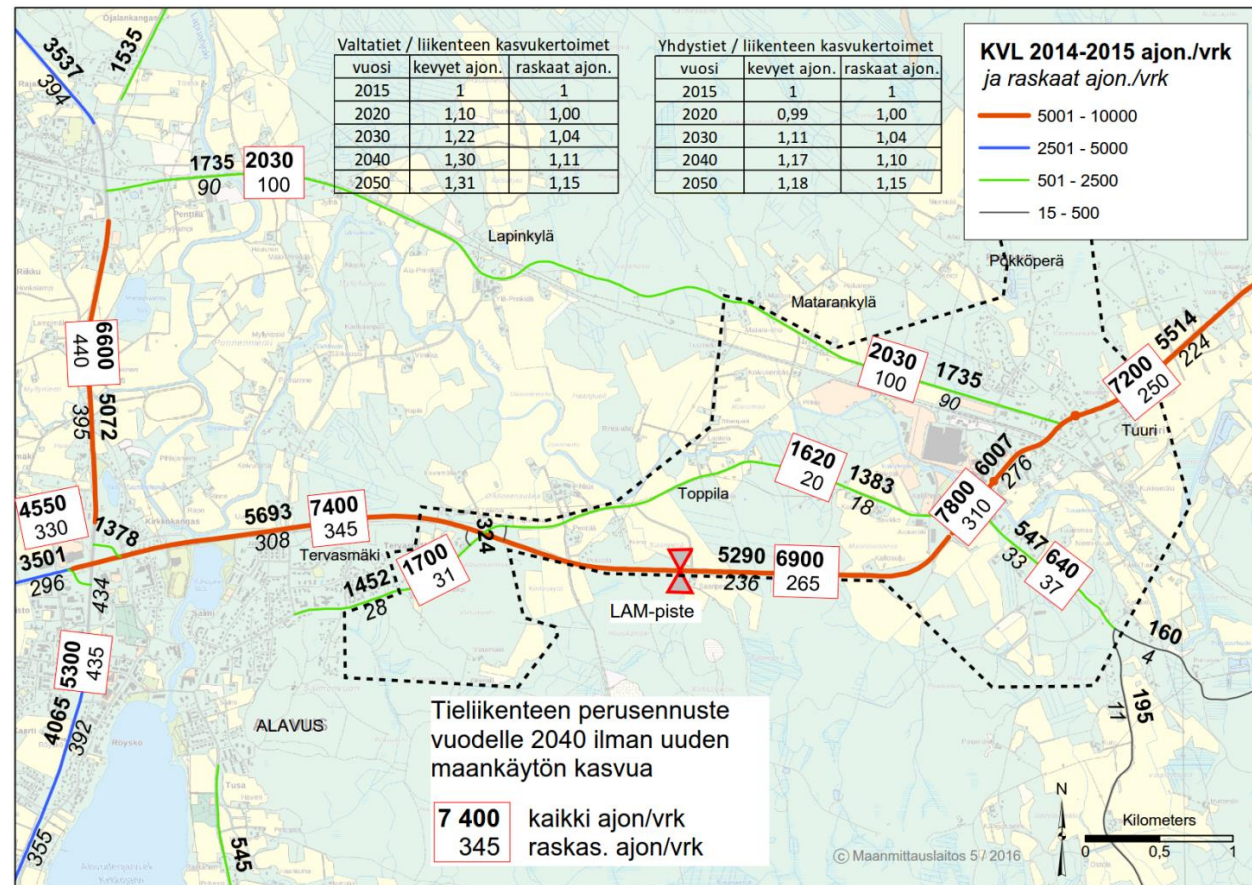 Valtatiet / liikenteen kasvukertoimet
vuosi kevyet ajon. raskaat ajon.
2015 1 1
2020 1,10 1,00
2030 1,22 1,04
2040 1,30 1,11
2050 1,31 1,15
Yhdystiet / liikenteen kasvukertoimet
vuosi kevyet ajon. raskaat ajon.
2015 1 1
2020 0,99 1,00
2030 1,11 1,04
2040 1,17 1,10
2050 1,18 1,15
KVL 2014-2015 ajon./vrk
ja raskaat ajon./vrk
5001 - 10000
2501 - 5000
501 - 2500
15 - 500
3537
394
1535
1735
90
2030
100
Lapinkylä
Pökköperä
Matarankylä
2030
100
1735
90
5514
224
7200
250
Tuuri
6600
440
5072
395
6007
276
7800
310
1620
20
1383
18
Toppila
4550
330
1378
3501
296
434
5693
308
7400
345
Tervasmäki
324
1700
31
1452
28
5290
236
6900
265
LAM-piste
547
33
640
37
160
4
195
11
5300
435
4065
392
355
ALAVUS
545
Tieliikenteen perusennuste
vuodelle 2040 ilman uuden
maankäytön kasvua
7 400 kaikki ajon/vrk
345 raskas. ajon/vrk
N
Kilometers
0 0,5 1
© Maanmittauslaitos 5 / 2016